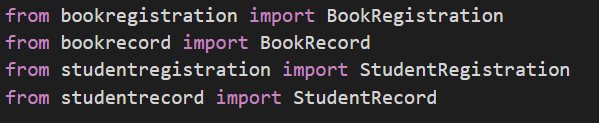 from bookregistration import BookRegistration
from bookrecord import BookRecord
from studentregistration import StudentRegistration
from studentrecord import StudentRecord